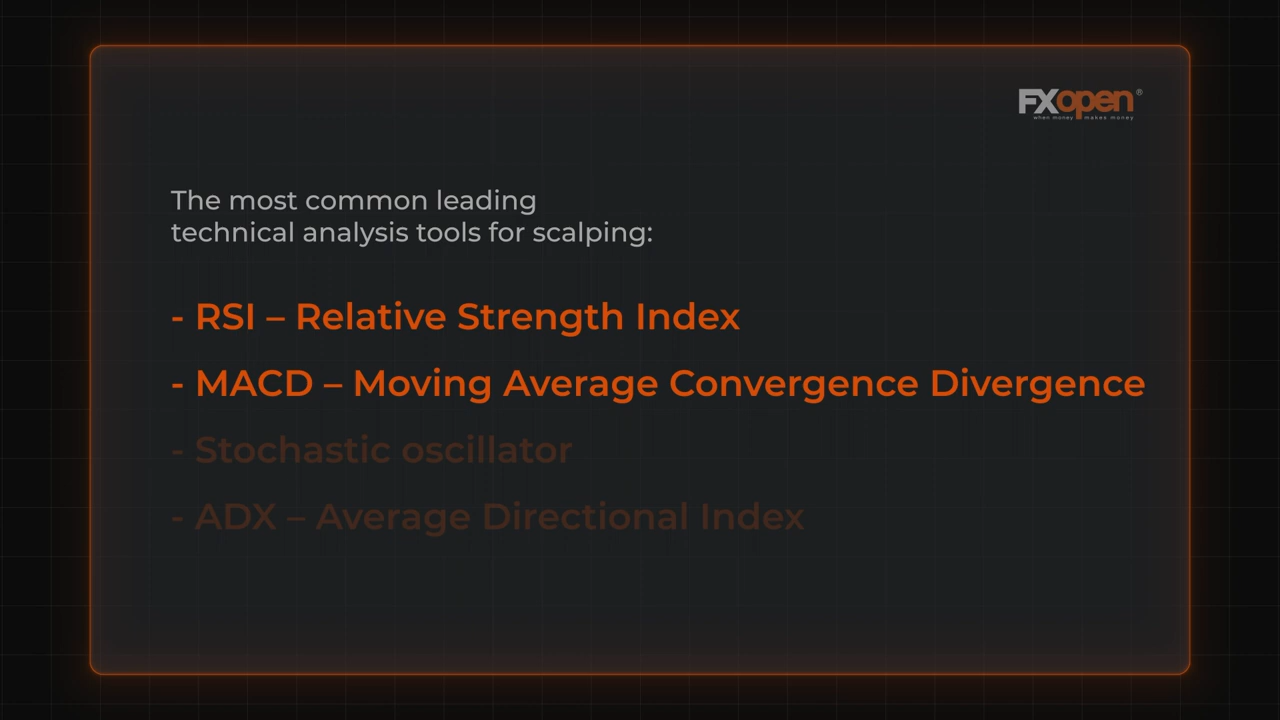 FXopen®
when money makes money
The most common leading
technical analysis tools for scalping:
- RSI – Relative Strength Index
- MACD – Moving Average Convergence Divergence
- Stochastic oscillator
- ADX – Average Directional Index